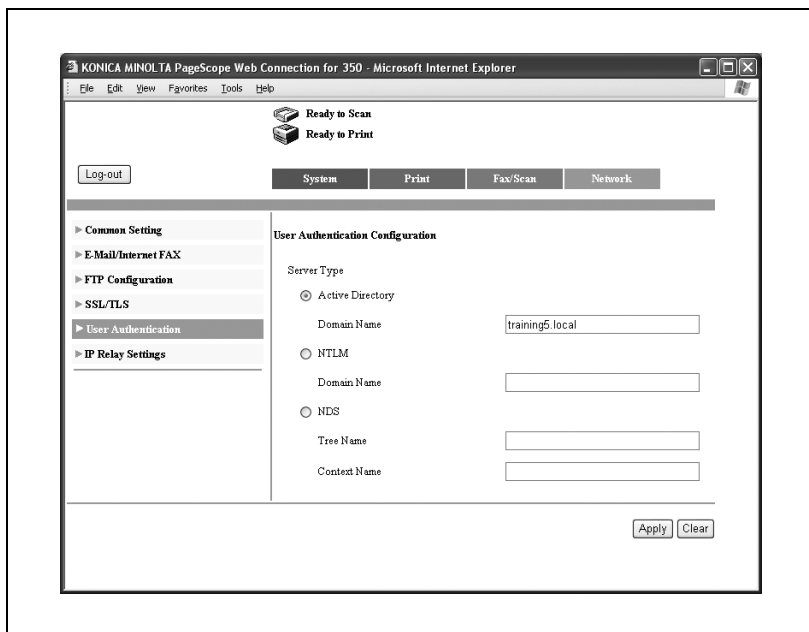 KONICA MINOLTA PageScope Web Connection for 350 - Microsoft Internet Explorer
File Edit View Favorites Tools Help
Ready to Scan
Ready to Print
Log-out
System Print Fax/Scan Network
Common Setting
E-Mail/Internet FAX
FTP Configuration
SSL/TLS
User Authentication
IP Relay Settings
User Authentication Configuration
Server Type
Active Directory
Domain Name training5.local
NTLM
Domain Name
NDS
Tree Name
Context Name
Apply Clear